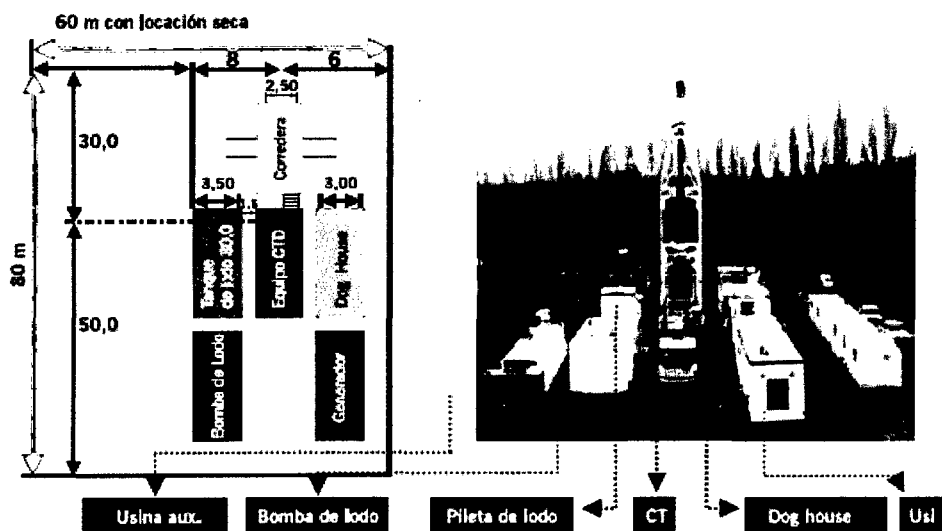 60 m con locación seca
8
6
2,50
30,0
Corredera
3,50
3,00
80 m
Tanque
de lodo 30,0
Equipo CTD
Dog House
50,0
Bomba de Lodo
Generador
Usina aux.
Bomba de lodo
Pileta de lodo
CT
Dog house
Usi